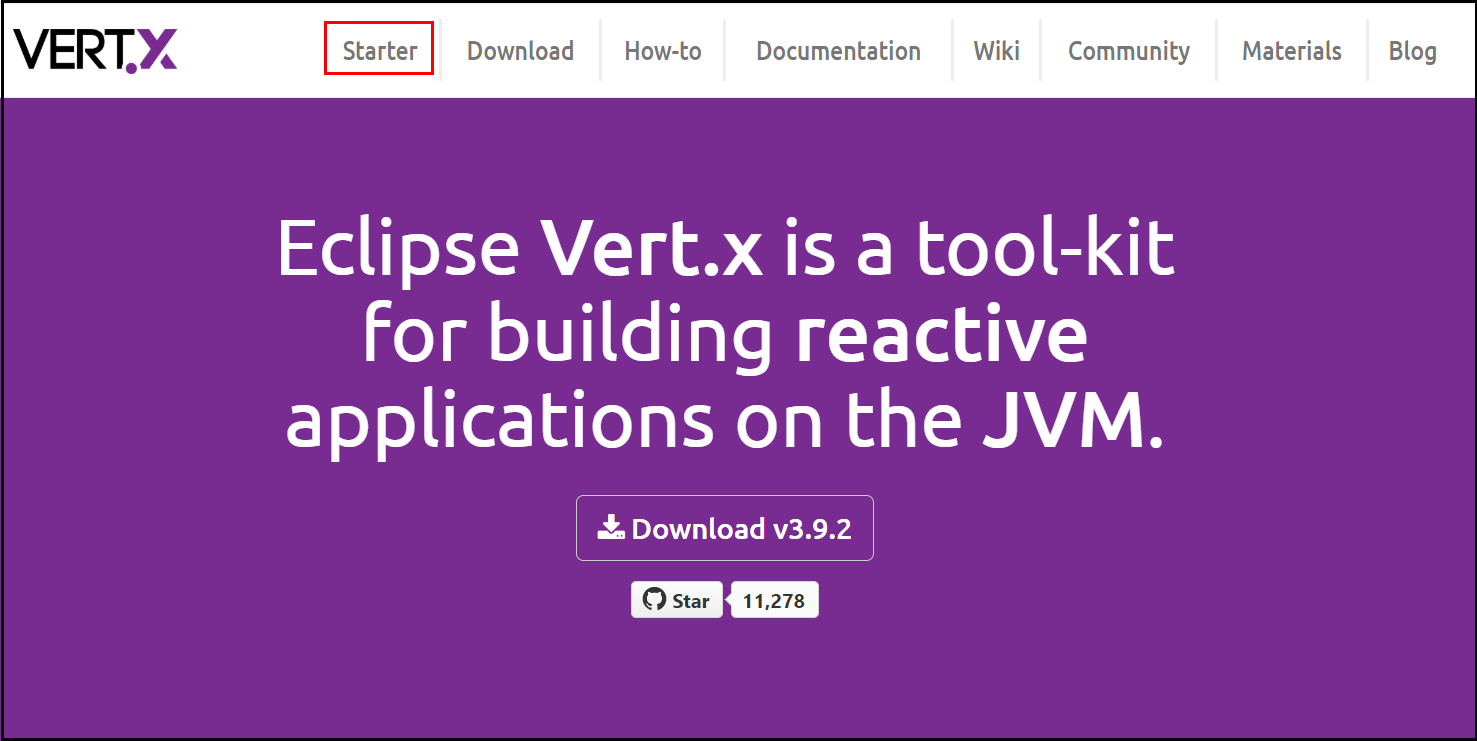 VERT.X Starter Download How-to Documentation Wiki Community Materials Blog
Eclipse Vert.x is a tool-kit
for building reactive
applications on the JVM.
Download v3.9.2
Star 11,278